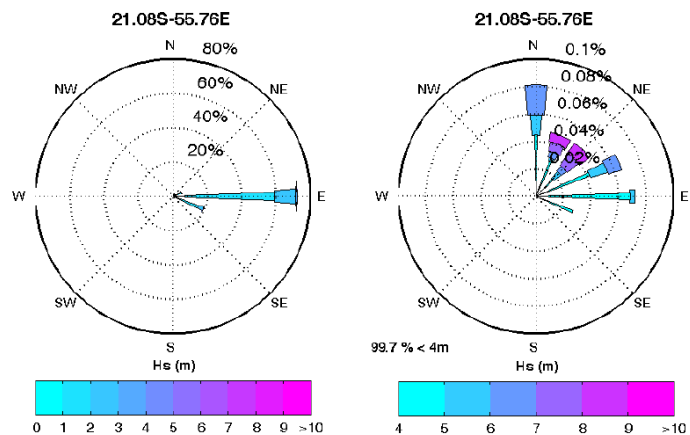 21.08S-55.76E
N
80%
NW
60%
NE
40%
20%
W
E
SW
SE
S
Hs (m)
0 1 2 3 4 5 6 7 8 9 >10
21.08S-55.76E
N
0.1%
NW
0.08%
NE
0.06%
0.04%
0.02%
W
E
SW
SE
S
99.7 % < 4m
Hs (m)
4 5 6 7 8 9 >10